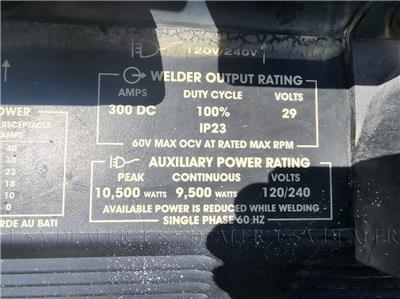 120V/240V
WELDER OUTPUT RATING
AMPS DUTY CYCLE VOLTS
300 DC 100% 29
IP23
60V MAX OCV AT RATED MAX RPM
AUXILIARY POWER RATING
PEAK CONTINUOUS VOLTS
10,500 WATTS 9,500 WATTS 120/240
AVAILABLE POWER IS REDUCED WHILE WELDING
SINGLE PHASE 60 HZ
OWER
RECEPTACLE
AMPS
40
30
23
18
10
0
RDE AU BATI